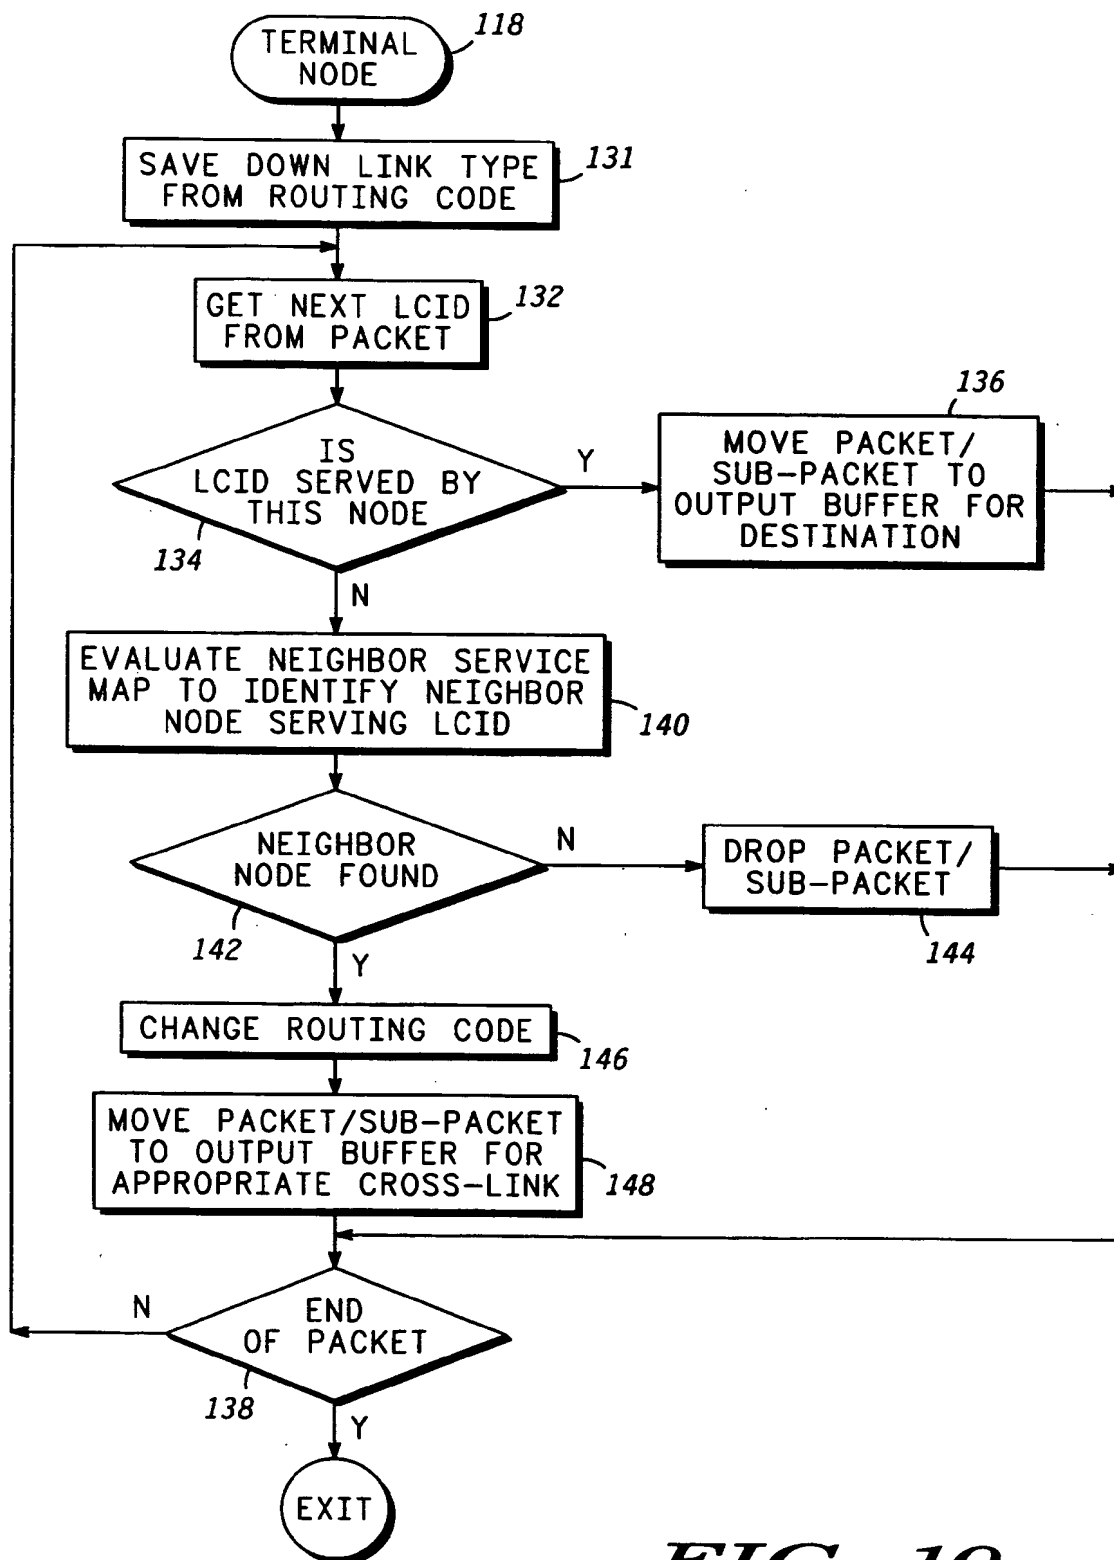 TERMINAL
NODE
118
SAVE DOWN LINK TYPE
FROM ROUTING CODE
131
GET NEXT LCID
FROM PACKET
132
IS
LCID SERVED BY
THIS NODE
134
Y
MOVE PACKET/
SUB-PACKET TO
OUTPUT BUFFER FOR
DESTINATION
136
N
EVALUATE NEIGHBOR SERVICE
MAP TO IDENTIFY NEIGHBOR
NODE SERVING LCID
140
NEIGHBOR
NODE FOUND
142
N
DROP PACKET/
SUB-PACKET
144
Y
CHANGE ROUTING CODE
146
MOVE PACKET/SUB-PACKET
TO OUTPUT BUFFER FOR
APPROPRIATE CROSS-LINK
148
END
OF PACKET
138
N
Y
EXIT
FIG.